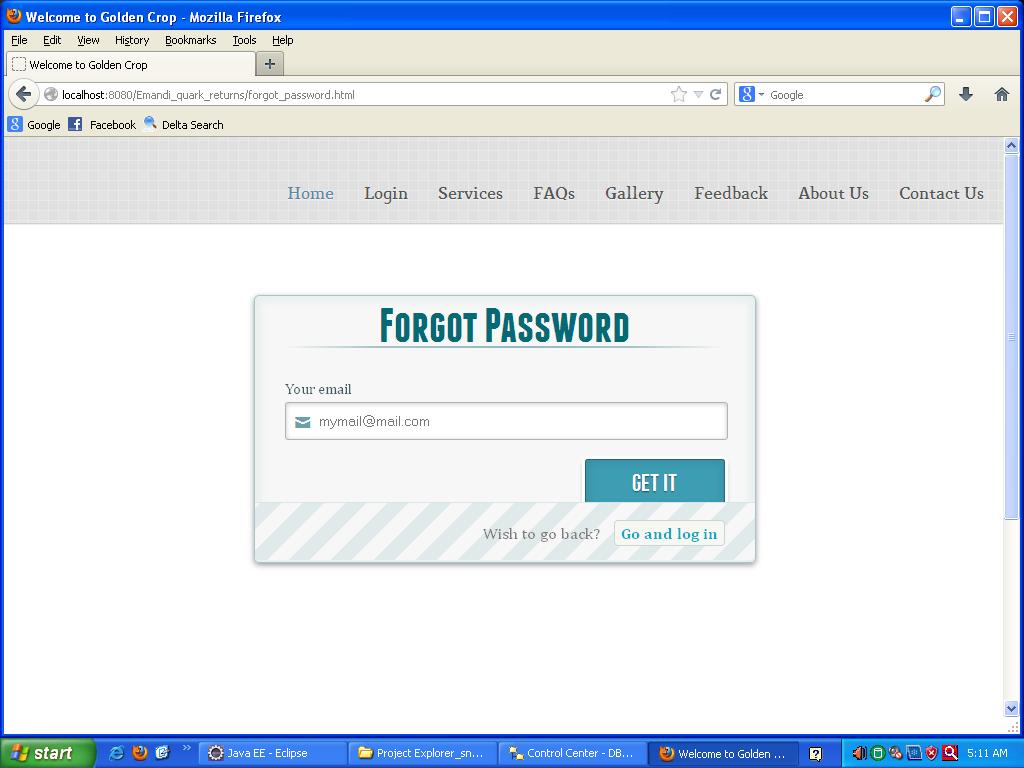 Welcome to Golden Crop - Mozilla Firefox
File Edit View History Bookmarks Tools Help
Welcome to Golden Crop
localhost:8080/Emandi_quark_returns/forgot_password.html
Google
Google Facebook Delta Search
Home Login Services FAQs Gallery Feedback About Us Contact Us
Forgot Password
Your email
mymail@mail.com
GET IT
Wish to go back? Go and log in
start Java EE - Eclipse Project Explorer_sn... Control Center - DB... Welcome to Golden ... 5:11 AM